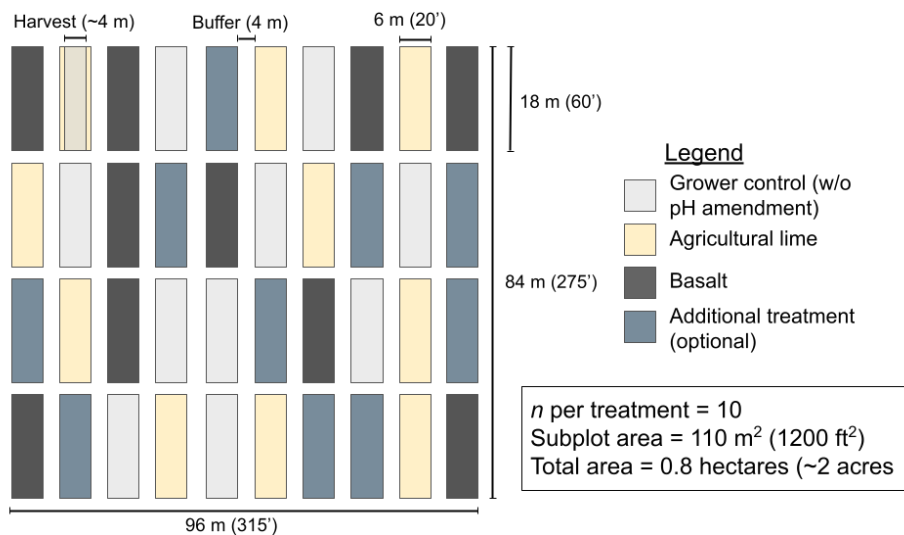 Harvest (~4 m)
Buffer (4 m)
6 m (20’)
18 m (60’)
Legend
Grower control (w/o
pH amendment)
Agricultural lime
Basalt
Additional treatment
(optional)
84 m (275’)
n per treatment = 10
Subplot area = 110 m² (1200 ft²)
Total area = 0.8 hectares (~2 acres
96 m (315’)